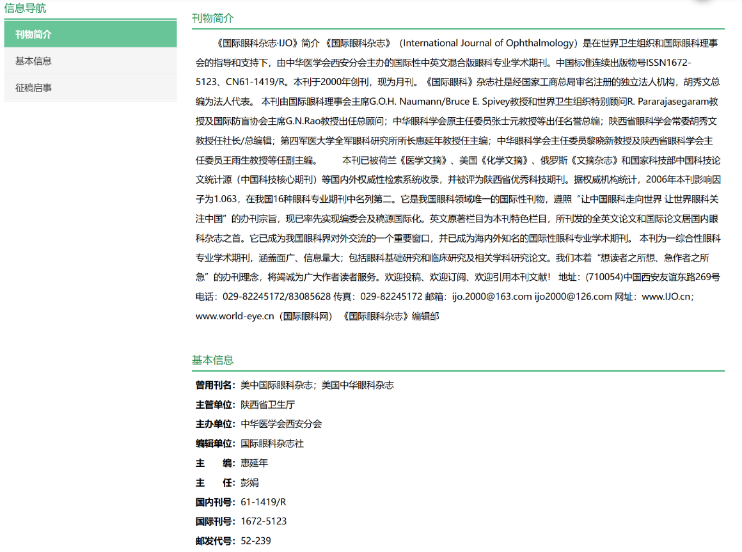 信息导航
刊物简介
基本信息
征稿启事
刊物简介
《国际眼科杂志·IJO》简介 《国际眼科杂志》（International Journal of Ophthalmology）是在世界卫生组织和国际眼科理事
会的指导和支持下，由中华医学会西安分会主办的国际性中英文混合版眼科专业学术期刊。中国标准连续出版物号ISSN1672-
5123、CN61-1419/R。本刊于2000年创刊，现为月刊。《国际眼科》杂志社是经国家工商总局审名注册的独立法人机构，胡秀文总
编为法人代表。 本刊由国际眼科理事会主席G.O.H. Naumann/Bruce E. Spivey教授和世界卫生组织特别顾问R. Pararajasegaram教
授及国际防盲协会主席G.N.Rao教授出任总顾问；中华眼科学会原主任委员张士元教授等出任名誉总编；陕西省眼科学会常委胡秀文
教授任社长/总编辑；第四军医大学全军眼科研究所所长惠延年教授任主编；中华眼科学会主任委员黎晓新教授及陕西省眼科学会主
任委员王雨生教授等任副主编。 本刊已被荷兰《医学文摘》、美国《化学文摘》、俄罗斯《文摘杂志》和国家科技部中国科技论
文统计源（中国科技核心期刊）等国内外权威性检索系统收录，并被评为陕西省优秀科技期刊。据权威机构统计，2006年本刊影响因
子为1.063，在我国16种眼科专业期刊中名列第二。它是我国眼科领域唯一的国际性刊物，遵照“让中国眼科走向世界 让世界眼科关
注中国”的办刊宗旨，现已率先实现编委会及稿源国际化。英文原著栏目为本刊特色栏目，所刊发的全英文论文和国际论文居国内眼
科杂志之首。它已成为我国眼科界对外交流的一个重要窗口，并已成为海内外知名的国际性眼科专业学术期刊。 本刊为一综合性眼科
专业学术期刊，涵盖面广、信息量大；包括眼科基础研究和临床研究及相关学科研究论文。我们本着“想读者之所想、急作者之所
急”的办刊理念，将竭诚为广大作者读者服务。欢迎投稿、欢迎订阅、欢迎引用本刊文献！ 地址：(710054)中国西安友谊东路269号
电话：029-82245172/83085628 传真：029-82245172 邮箱：ijo.2000@163.com ijo2000@126.com 网址：www.IJO.cn；
www.world-eye.cn（国际眼科网） 《国际眼科杂志》编辑部
基本信息
曾用刊名：美中国际眼科杂志；美国中华眼科杂志
主管单位：陕西省卫生厅
主办单位：中华医学会西安分会
编辑单位：国际眼科杂志社
主 编：惠延年
主 任：彭娟
国内刊号：61-1419/R
国际刊号：1672-5123
邮发代号：52-239